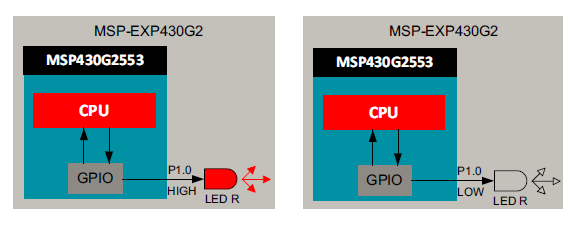 MSP-EXP430G2
MSP430G2553
CPU
GPIO
P1.0
HIGH
LED R
MSP-EXP430G2
MSP430G2553
CPU
GPIO
P1.0
LOW
LED R